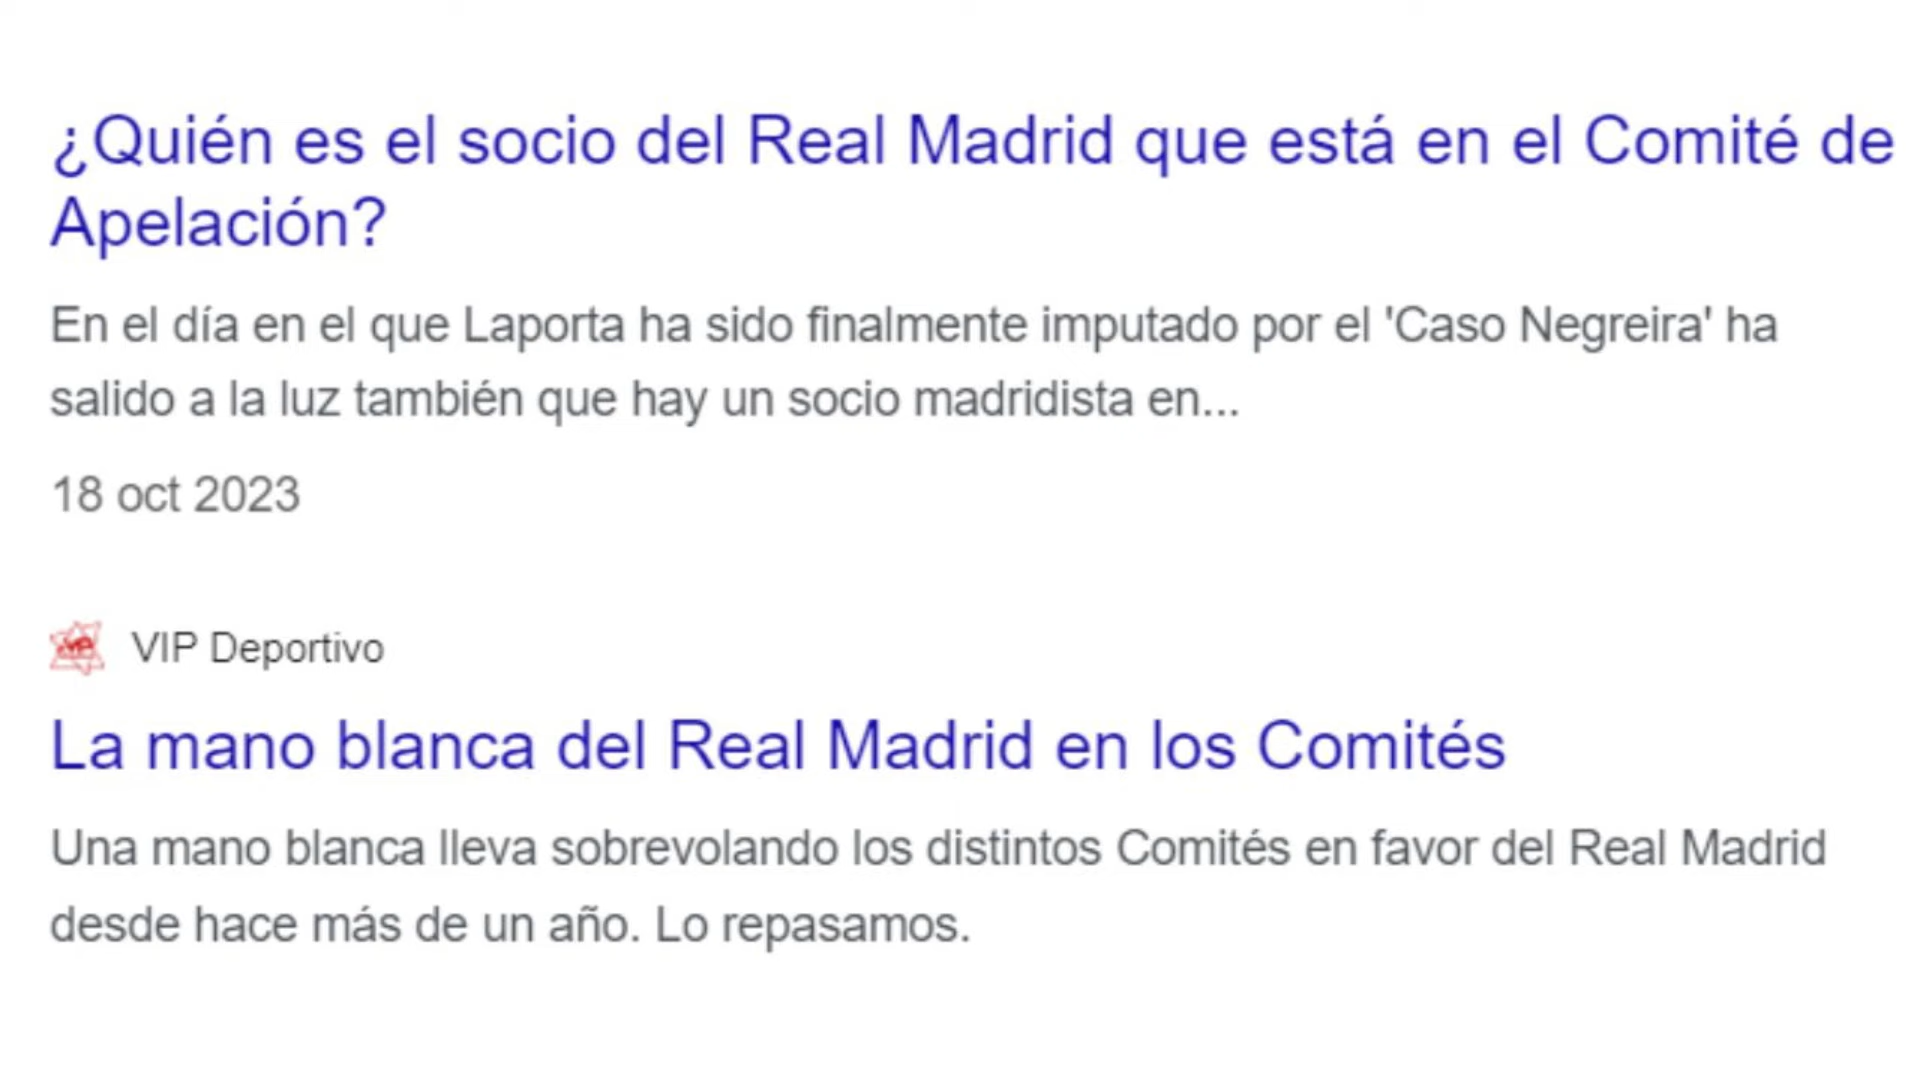 ¿Quién es el socio del Real Madrid que está en el Comité de
Apelación?
En el día en el que Laporta ha sido finalmente imputado por el 'Caso Negreira' ha
salido a la luz también que hay un socio madridista en...
18 oct 2023
VIP Deportivo
La mano blanca del Real Madrid en los Comités
Una mano blanca lleva sobrevolando los distintos Comités en favor del Real Madrid
desde hace más de un año. Lo repasamos.